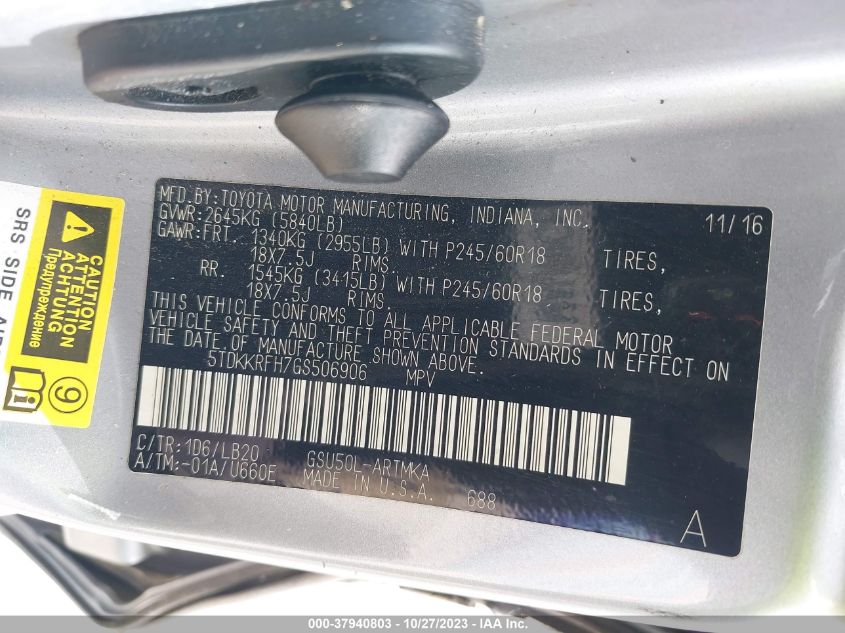 MFD.BY:TOYOTA MOTOR MANUFACTURING, INDIANA, INC. 11/16
GVWR:2645KG (5840LB)
GAWR:FRT. 1340KG (2955LB) WITH P245/60R18 TIRES,
18X7.5J RIMS
RR. 1545KG (3415LB) WITH P245/60R18 TIRES,
18X7.5J RIMS
THIS VEHICLE CONFORMS TO ALL APPLICABLE FEDERAL MOTOR
VEHICLE SAFETY AND THEFT PREVENTION STANDARDS IN EFFECT ON
THE DATE OF MANUFACTURE SHOWN ABOVE.
5TDKKRFH7GS506906 MPV
C/TR:1D6/LB20 GSU50L-ARTMKA
A/TM:-01A/U660E MADE IN U.S.A. 688
A
CAUTION
ATTENTION
ACHTUNG
Предупреждение
9
SRS SIDE
000-37940803 - 10/27/2023 - IAA Inc.